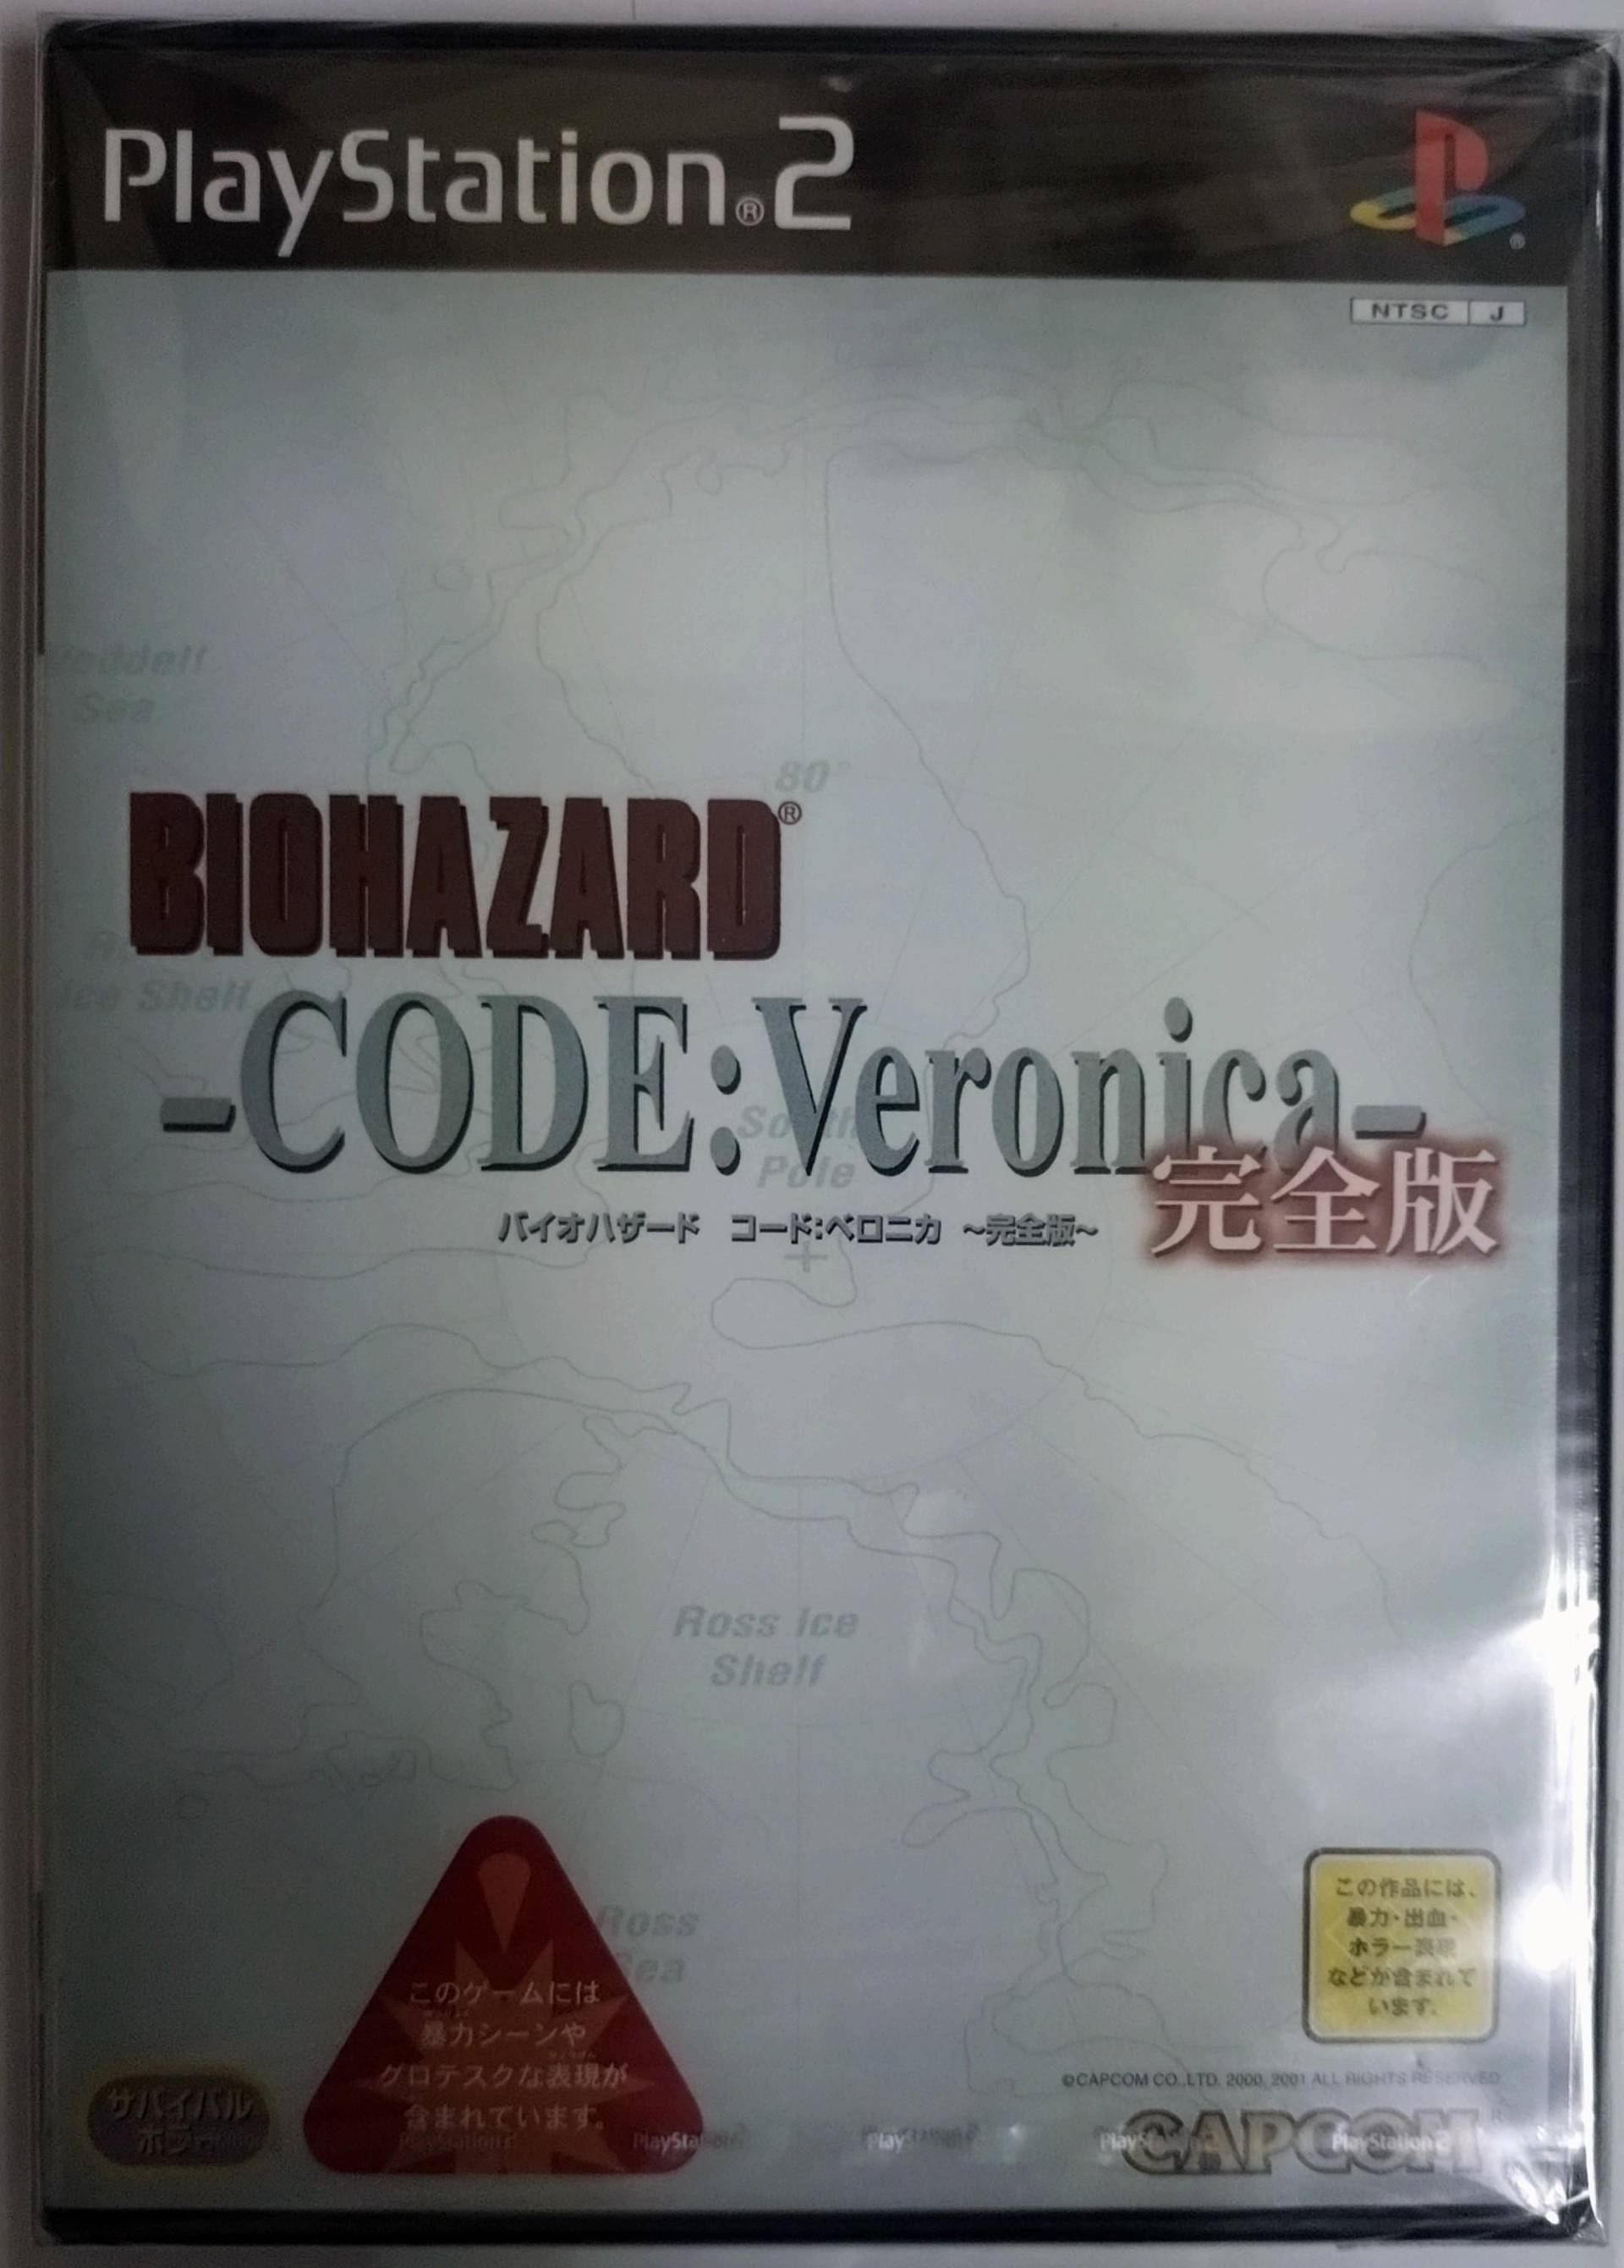 PlayStation®2
NTSC J
Sea
80°
BIOHAZARD®
Ice Shelf
-CODE:Veronica-
South
Pole
完全版
バイオハザード コード:ベロニカ ~完全版~
Ross Ice
Shelf
Ross
Sea
このゲームには
暴力シーンや
グロテスクな表現が
含まれています。
この作品には、
暴力・出血・
ホラー表現
などが含まれて
います。
サバイバル
ホラー
©CAPCOM CO.,LTD. 2000, 2001 ALL RIGHTS RESERVED.
CAPCOM
PlayStation®2